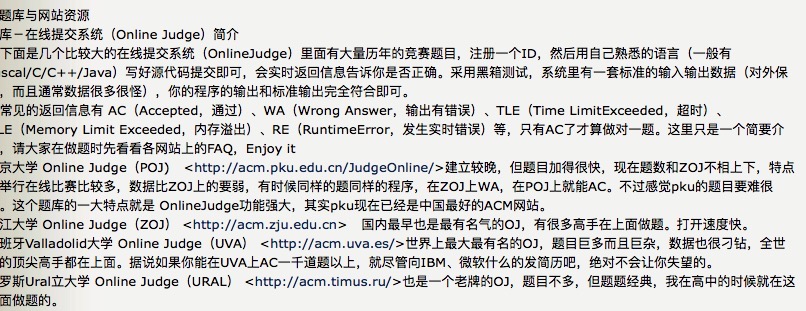 题库与网站资源
库－在线提交系统（Online Judge）简介
下面是几个比较大的在线提交系统（OnlineJudge）里面有大量历年的竞赛题目，注册一个ID，然后用自己熟悉的语言（一般有
scal/C/C++/Java）写好源代码提交即可，会实时返回信息告诉你是否正确。采用黑箱测试，系统里有一套标准的输入输出数据（对外保
，而且通常数据很多很怪），你的程序的输出和标准输出完全符合即可。
常见的返回信息有 AC（Accepted，通过）、WA（Wrong Answer，输出有错误）、TLE（Time LimitExceeded，超时）、
LE（Memory Limit Exceeded，内存溢出）、RE（RuntimeError，发生实时错误）等，只有AC了才算做对一题。这里只是一个简要介
，请大家在做题时先看看各网站上的FAQ，Enjoy it
京大学 Online Judge（POJ） <http://acm.pku.edu.cn/JudgeOnline/>建立较晚，但题目加得很快，现在题数和ZOJ不相上下，特点
举行在线比赛比较多，数据比ZOJ上的要弱，有时候同样的题同样的程序，在ZOJ上WA，在POJ上就能AC。不过感觉pku的题目要难很
。这个题库的一大特点就是 OnlineJudge功能强大，其实pku现在已经是中国最好的ACM网站。
江大学 Online Judge（ZOJ） <http://acm.zju.edu.cn>　国内最早也是最有名气的OJ，有很多高手在上面做题。打开速度快。
班牙Valladolid大学 Online Judge（UVA） <http://acm.uva.es/>世界上最大最有名的OJ，题目巨多而且巨杂，数据也很刁钻，全世
的顶尖高手都在上面。据说如果你能在UVA上AC一千道题以上，就尽管向IBM、微软什么的发简历吧，绝对不会让你失望的。
罗斯Ural立大学 Online Judge（URAL） <http://acm.timus.ru/>也是一个老牌的OJ，题目不多，但题题经典，我在高中的时候就在这
面做题的。